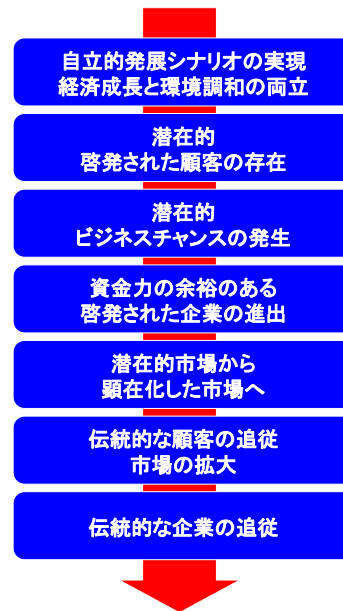 自立的発展シナリオの実現
経済成長と環境調和の両立
潜在的
啓発された顧客の存在
潜在的
ビジネスチャンスの発生
資金力の余裕のある
啓発された企業の進出
潜在的市場から
顕在化した市場へ
伝統的な顧客の追従
市場の拡大
伝統的な企業の追従